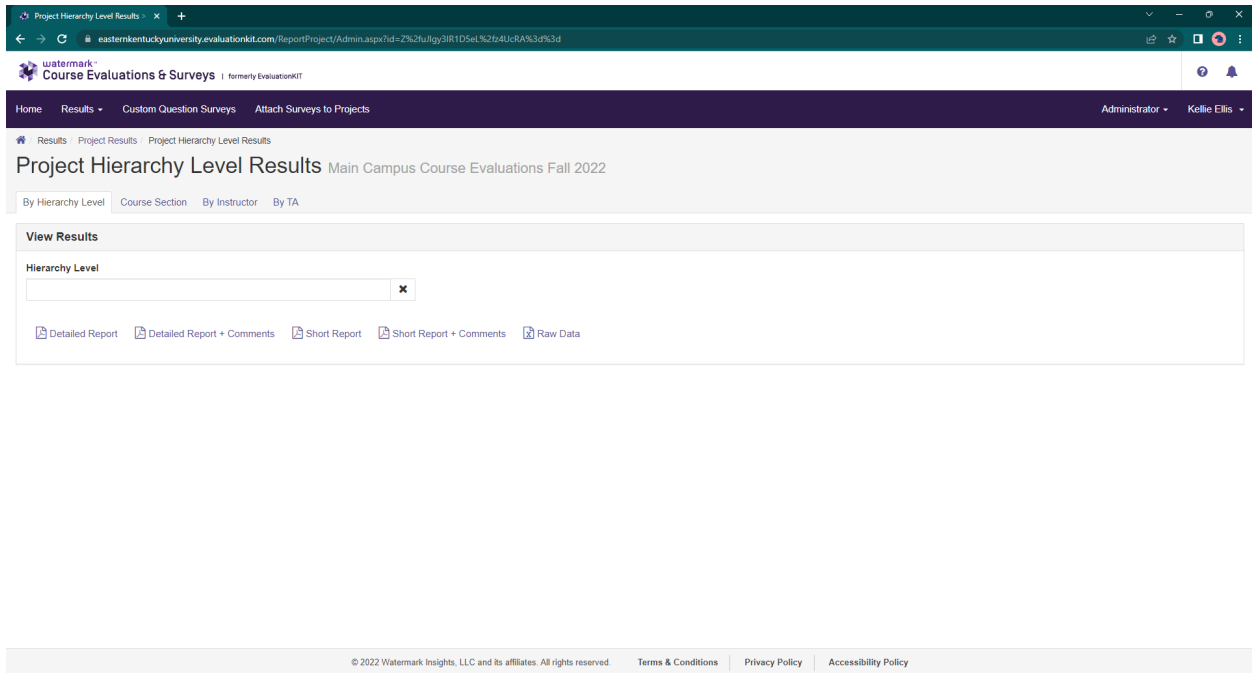 Project Hierarchy Level Results >
easternkentuckyuniversity.evaluationkit.com/ReportProject/Admin.aspx?id=Z%2fuJlgy3IR1D5eL%2fz4UcRA%3d%3d
watermark™
Course Evaluations & Surveys | formerly EvaluationKIT
Home Results Custom Question Surveys Attach Surveys to Projects Administrator Kellie Ellis
/ Results / Project Results / Project Hierarchy Level Results
Project Hierarchy Level Results Main Campus Course Evaluations Fall 2022
By Hierarchy Level Course Section By Instructor By TA
View Results
Hierarchy Level
Detailed Report Detailed Report + Comments Short Report Short Report + Comments Raw Data
© 2022 Watermark Insights, LLC and its affiliates. All rights reserved. Terms & Conditions Privacy Policy Accessibility Policy